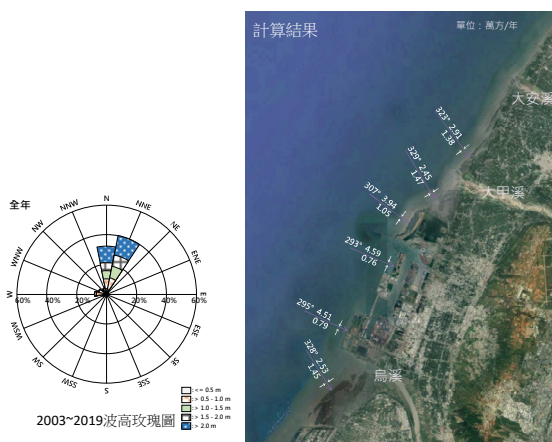 計算結果
單位：萬方/年
大安溪
323° 2.91
1.38
329° 2.45
1.47
大甲溪
307° 3.94
1.05
293° 4.59
0.76
295° 4.51
0.79
328° 2.53
1.45
烏溪
全年
N
NNE
NE
ENE
E
ESE
SE
SSE
S
SSW
SW
WSW
W
WNW
NW
NNW
60% 40% 20% 20% 40% 60%
: <= 0.5 m
: > 0.5 - 1.0 m
: > 1.0 - 1.5 m
: > 1.5 - 2.0 m
: > 2.0 m
2003~2019波高玫瑰圖